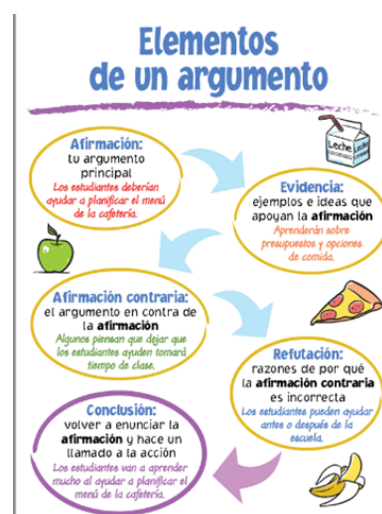 Elementos
de un argumento
Leche
Leche
Afirmación:
tu argumento
principal
Los estudiantes deberían
ayudar a planificar el menú
de la cafetería.
Evidencia:
ejemplos e ideas que
apoyan la afirmación
Aprenderán sobre
presupuestos y opciones
de comida.
Afirmación contraria:
el argumento en contra de
la afirmación
Algunos piensan que dejar que
los estudiantes ayuden tomará
tiempo de clase.
Refutación:
razones de por qué
la afirmación contraria
es incorrecta
Los estudiantes pueden ayudar
antes o después de la
escuela.
Conclusión:
volver a enunciar la
afirmación y hace un
llamado a la acción
Los estudiantes van a aprender
mucho al ayudar a planificar el
menú de la cafetería.